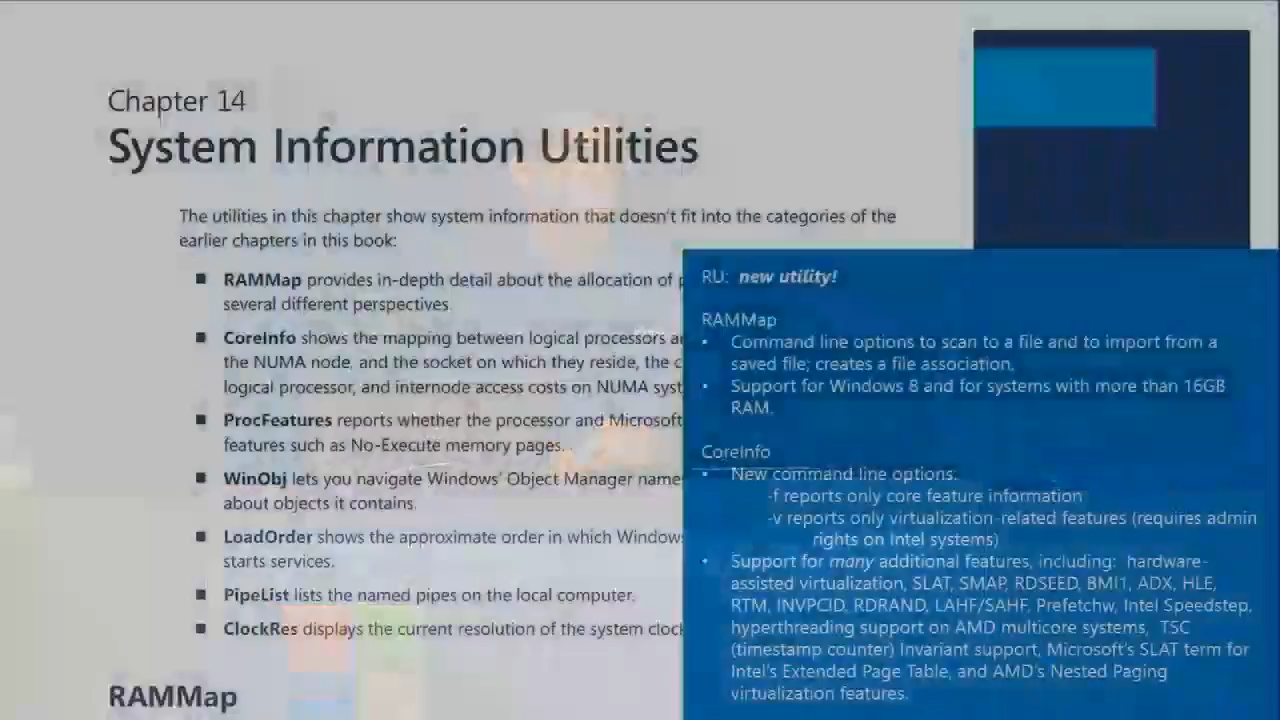 Chapter 14
System Information Utilities
The utilities in this chapter show system information that doesn't fit into the categories of the
earlier chapters in this book:
■ RAMMap provides in-depth detail about the allocation of p
several different perspectives.
■ CoreInfo shows the mapping between logical processors an
the NUMA node, and the socket on which they reside, the c
logical processor, and internode access costs on NUMA syst
■ ProcFeatures reports whether the processor and Microsoft
features such as No-Execute memory pages.
■ WinObj lets you navigate Windows' Object Manager name
about objects it contains.
■ LoadOrder shows the approximate order in which Windows
starts services.
■ PipeList lists the named pipes on the local computer.
■ ClockRes displays the current resolution of the system clock
RAMMap
RU: new utility!
RAMMap
• Command line options to scan to a file and to import from a
saved file; creates a file association.
• Support for Windows 8 and for systems with more than 16GB
RAM.
CoreInfo
• New command line options:
-f reports only core feature information
-v reports only virtualization-related features (requires admin
rights on Intel systems)
• Support for many additional features, including: hardware-
assisted virtualization, SLAT, SMAP, RDSEED, BMI1, ADX, HLE,
RTM, INVPCID, RDRAND, LAHF/SAHF, Prefetchw, Intel Speedstep,
hyperthreading support on AMD multicore systems, TSC
(timestamp counter) Invariant support, Microsoft's SLAT term for
Intel's Extended Page Table, and AMD's Nested Paging
virtualization features.